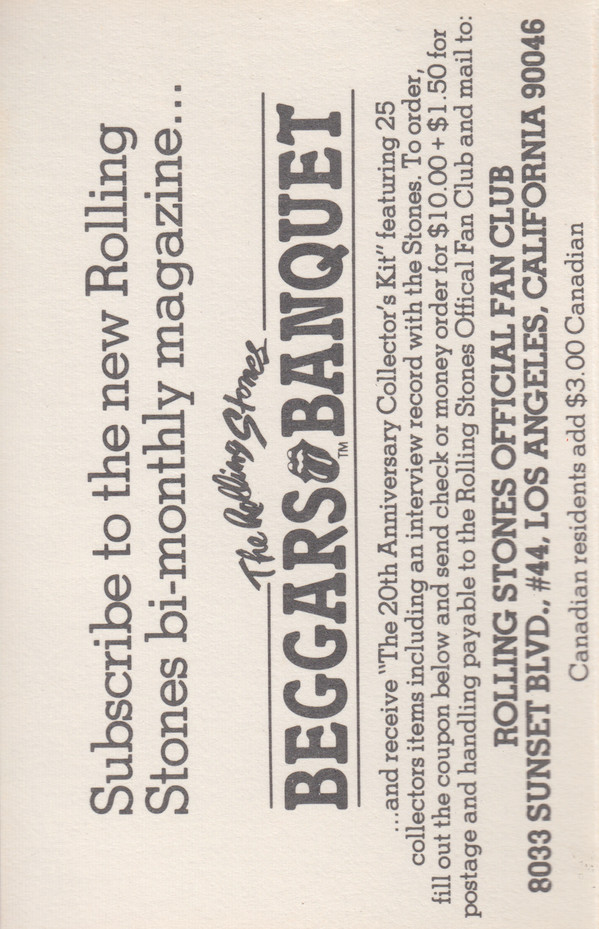 Subscribe to the new Rolling
Stones bi-monthly magazine...
The Rolling Stones
BEGGARS BANQUET
TM
...and receive "The 20th Anniversary Collector's Kit" featuring 25
collectors items including an interview record with the Stones. To order,
fill out the coupon below and send check or money order for $10.00 + $1.50 for
postage and handling payable to the Rolling Stones Offical Fan Club and mail to:
ROLLING STONES OFFICIAL FAN CLUB
8033 SUNSET BLVD., #44, LOS ANGELES, CALIFORNIA 90046
Canadian residents add $3.00 Canadian